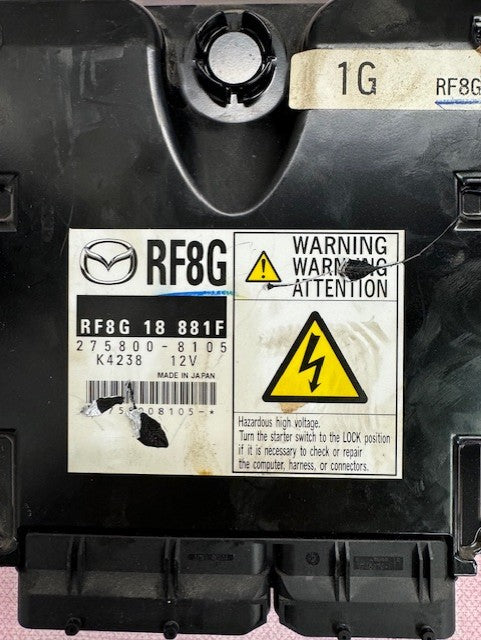 1G
RF8G
RF8G
WARNING
WARNING
ATTENTION
RF8G 18 881F
275800-8105
K4238 12V
MADE IN JAPAN
Hazardous high voltage.
Turn the starter switch to the LOCK position
if it is necessary to check or repair
the computer, harness, or connectors.